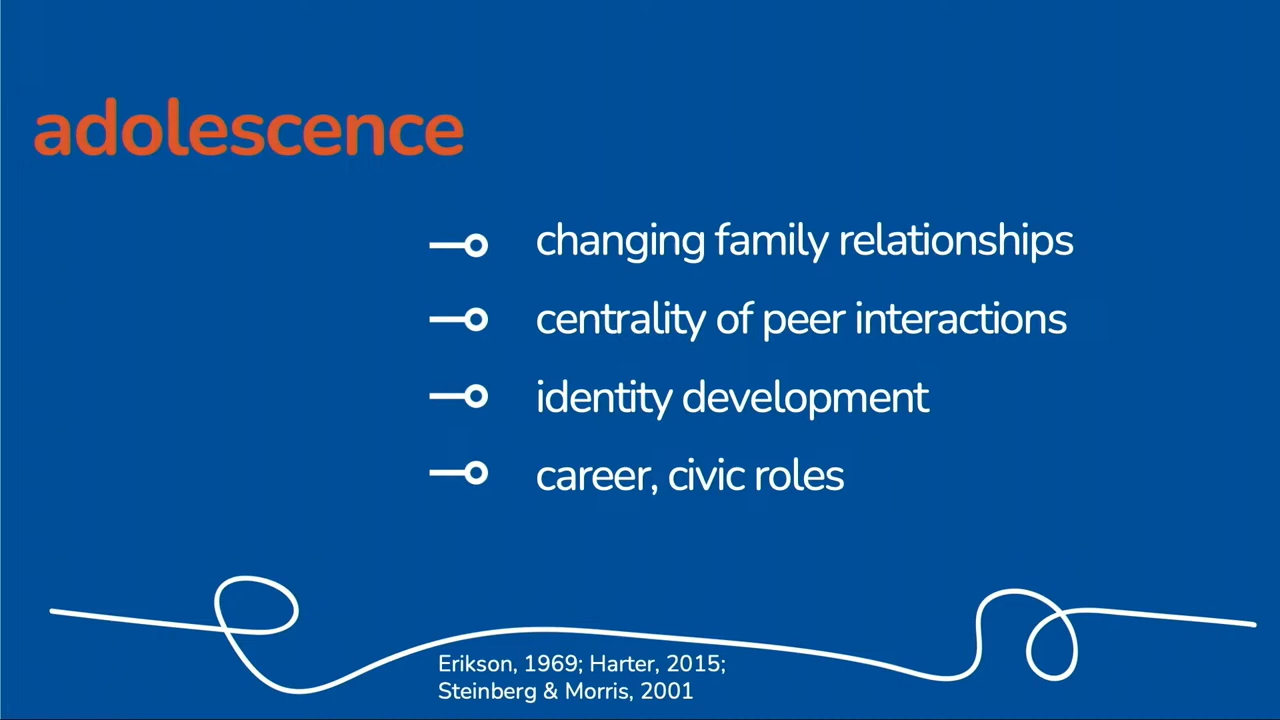 adolescence
changing family relationships
centrality of peer interactions
identity development
career, civic roles
Erikson, 1969; Harter, 2015;
Steinberg & Morris, 2001